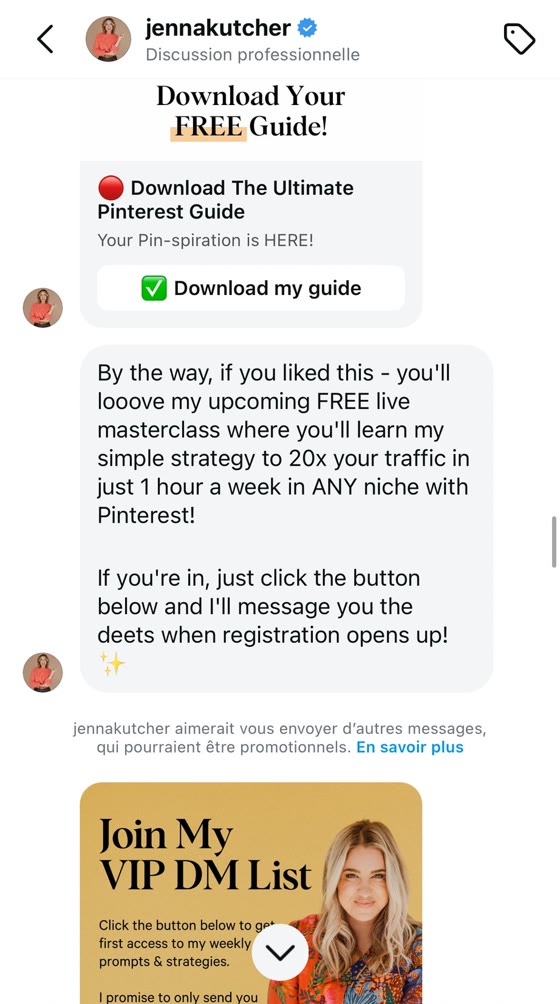 jennakutcher
Discussion professionnelle
Download Your
FREE Guide!
🔴 Download The Ultimate
Pinterest Guide
Your Pin-spiration is HERE!
✅ Download my guide
By the way, if you liked this - you'll
looove my upcoming FREE live
masterclass where you'll learn my
simple strategy to 20x your traffic in
just 1 hour a week in ANY niche with
Pinterest!
If you're in, just click the button
below and I'll message you the
deets when registration opens up!
✨
jennakutcher aimerait vous envoyer d’autres messages,
qui pourraient être promotionnels. En savoir plus
Join My
VIP DM List
Click the button below to get
first access to my weekly
prompts & strategies.
I promise to only send you